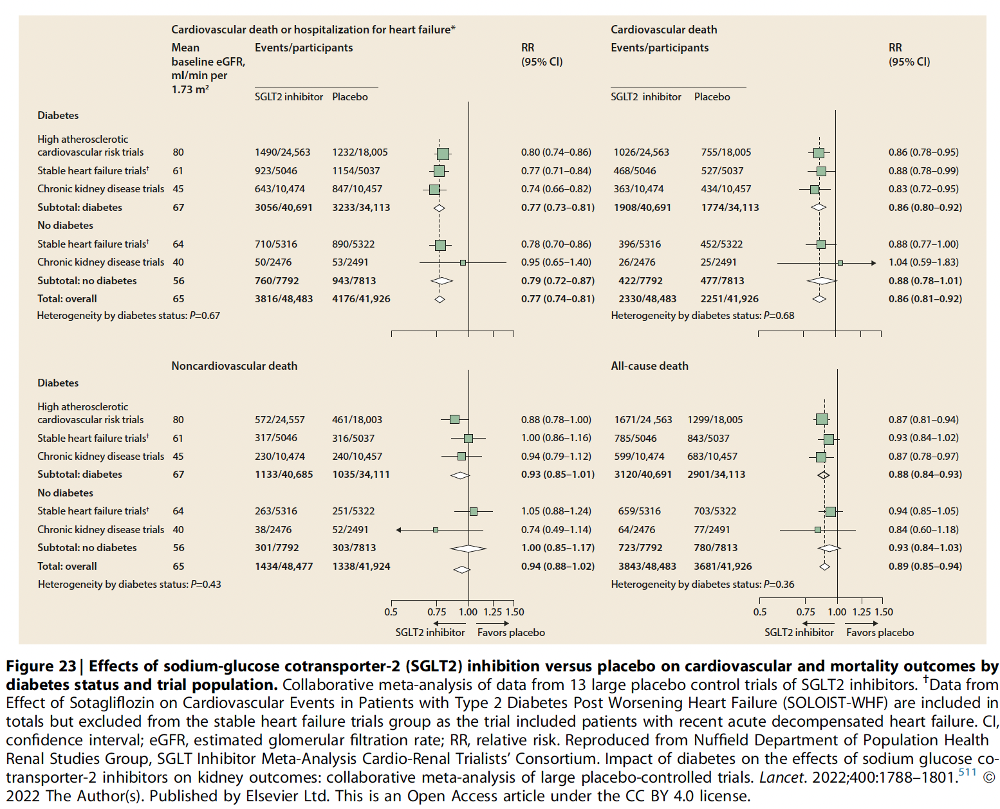 Cardiovascular death or hospitalization for heart failure* Cardiovascular death
Mean Events/participants RR Events/participants RR
baseline eGFR, (95% CI) (95% CI)
ml/min per
1.73 m²
SGLT2 inhibitor Placebo SGLT2 inhibitor Placebo
Diabetes
High atherosclerotic
cardiovascular risk trials 80 1490/24,563 1232/18,005 0.80 (0.74–0.86) 1026/24,563 755/18,005 0.86 (0.78–0.95)
Stable heart failure trials† 61 923/5046 1154/5037 0.77 (0.71–0.84) 468/5046 527/5037 0.88 (0.78–0.99)
Chronic kidney disease trials 45 643/10,474 847/10,457 0.74 (0.66–0.82) 363/10,474 434/10,457 0.83 (0.72–0.95)
Subtotal: diabetes 67 3056/40,691 3233/34,113 0.77 (0.73–0.81) 1908/40,691 1774/34,113 0.86 (0.80–0.92)
No diabetes
Stable heart failure trials† 64 710/5316 890/5322 0.78 (0.70–0.86) 396/5316 452/5322 0.88 (0.77–1.00)
Chronic kidney disease trials 40 50/2476 53/2491 0.95 (0.65–1.40) 26/2476 25/2491 1.04 (0.59–1.83)
Subtotal: no diabetes 56 760/7792 943/7813 0.79 (0.72–0.87) 422/7792 477/7813 0.88 (0.78–1.01)
Total: overall 65 3816/48,483 4176/41,926 0.77 (0.74–0.81) 2330/48,483 2251/41,926 0.86 (0.81–0.92)
Heterogeneity by diabetes status: P=0.67 Heterogeneity by diabetes status: P=0.68
Noncardiovascular death All-cause death
Diabetes
High atherosclerotic
cardiovascular risk trials 80 572/24,557 461/18,003 0.88 (0.78–1.00) 1671/24 ,563 1299/18,005 0.87 (0.81–0.94)
Stable heart failure trials† 61 317/5046 316/5037 1.00 (0.86–1.16) 785/5046 843/5037 0.93 (0.84–1.02)
Chronic kidney disease trials 45 230/10,474 240/10,457 0.94 (0.79–1.12) 599/10,474 683/10,457 0.87 (0.78–0.97)
Subtotal: diabetes 67 1133/40,685 1035/34,111 0.93 (0.85–1.01) 3120/40,691 2901/34,113 0.88 (0.84–0.93)
No diabetes
Stable heart failure trials† 64 263/5316 251/5322 1.05 (0.88–1.24) 659/5316 703/5322 0.94 (0.85–1.05)
Chronic kidney disease trials 40 38/2476 52/2491 0.74 (0.49–1.14) 64/2476 77/2491 0.84 (0.60–1.18)
Subtotal: no diabetes 56 301/7792 303/7813 1.00 (0.85–1.17) 723/7792 780/7813 0.93 (0.84–1.03)
Total: overall 65 1434/48,477 1338/41,924 0.94 (0.88–1.02) 3843/48,483 3681/41,926 0.89 (0.85–0.94)
Heterogeneity by diabetes status: P=0.43 Heterogeneity by diabetes status: P=0.36
0.5 0.75 1.00 1.25 1.50 0.5 0.75 1.00 1.25 1.50
SGLT2 inhibitor Favors placebo SGLT2 inhibitor Favors placebo
Figure 23 | Effects of sodium-glucose cotransporter-2 (SGLT2) inhibition versus placebo on cardiovascular and mortality outcomes by
diabetes status and trial population. Collaborative meta-analysis of data from 13 large placebo control trials of SGLT2 inhibitors. †Data from
Effect of Sotagliflozin on Cardiovascular Events in Patients with Type 2 Diabetes Post Worsening Heart Failure (SOLOIST-WHF) are included in
totals but excluded from the stable heart failure trials group as the trial included patients with recent acute decompensated heart failure. CI,
confidence interval; eGFR, estimated glomerular filtration rate; RR, relative risk. Reproduced from Nuffield Department of Population Health
Renal Studies Group, SGLT Inhibitor Meta-Analysis Cardio-Renal Trialists’ Consortium. Impact of diabetes on the effects of sodium glucose co-
transporter-2 inhibitors on kidney outcomes: collaborative meta-analysis of large placebo-controlled trials. Lancet. 2022;400:1788–1801.511 ©
2022 The Author(s). Published by Elsevier Ltd. This is an Open Access article under the CC BY 4.0 license.